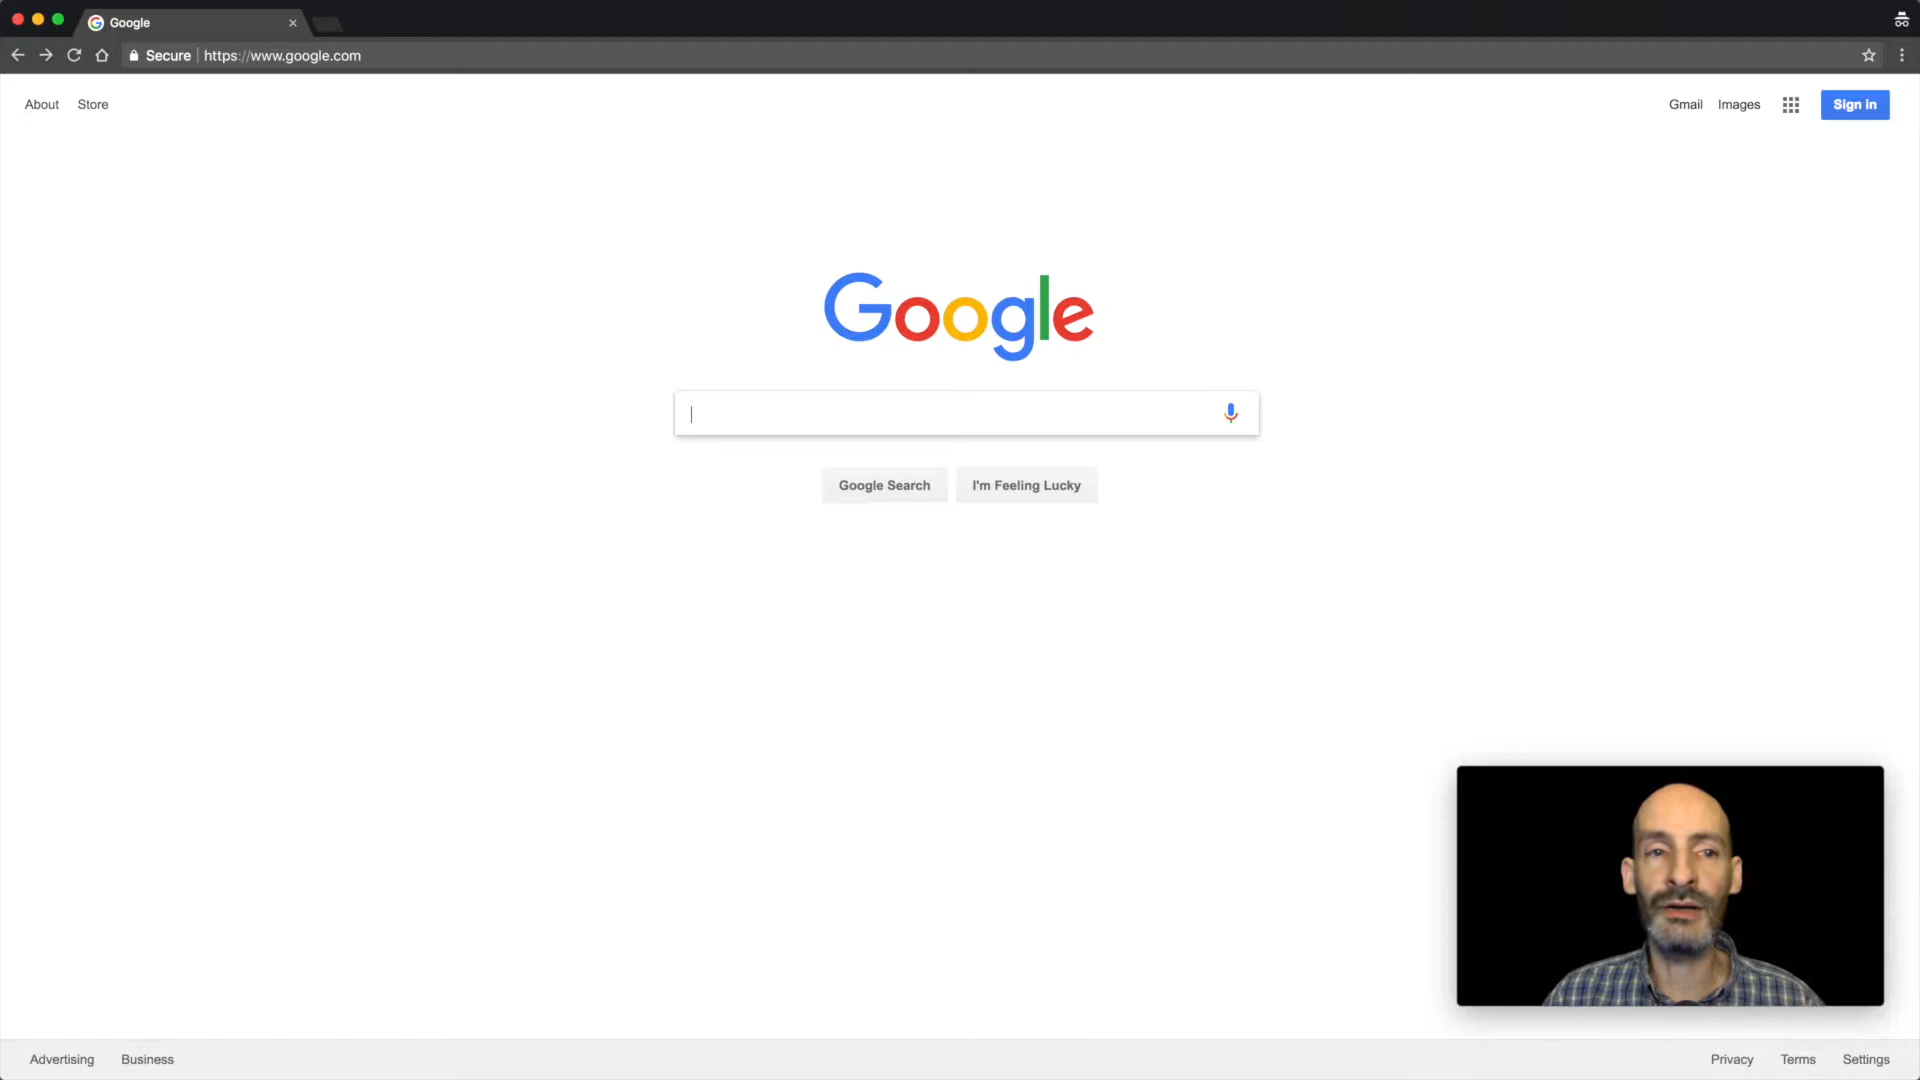 Google
Secure https://www.google.com
About Store
Gmail Images Sign in
Google
Google Search I'm Feeling Lucky
Advertising Business
Privacy Terms Settings